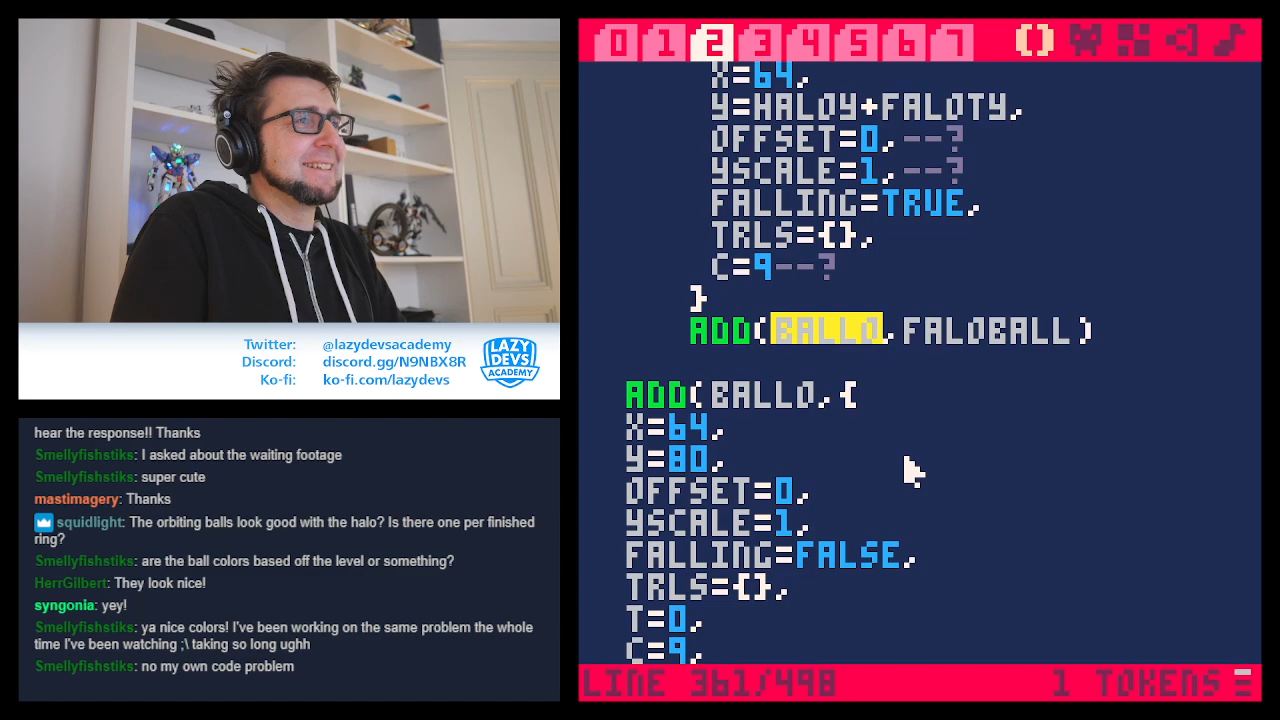 0 1 2 3 4 5 6 7 ()
X=64,
Y=HALOY+FALOTY,
OFFSET=0,--?
YSCALE=1,--?
FALLING=TRUE,
TRLS={},
C=9--?
}
ADD(BALLO,FALOBALL)
ADD(BALLO,{
X=64,
Y=80,
OFFSET=0,
YSCALE=1,
FALLING=FALSE,
TRLS={},
T=0,
C=9,
LINE 361/498 1 TOKENS
Twitter: @lazydevsacademy
Discord: discord.gg/N9NBX8R
Ko-fi: ko-fi.com/lazydevs
LAZY
DEVS
ACADEMY
hear the response!! Thanks
Smellyfishstiks: I asked about the waiting footage
Smellyfishstiks: super cute
mastimagery: Thanks
squidlight: The orbiting balls look good with the halo? Is there one per finished
ring?
Smellyfishstiks: are the ball colors based off the level or something?
HerrGilbert: They look nice!
syngonia: yey!
Smellyfishstiks: ya nice colors! I've been working on the same problem the whole
time I've been watching ;\ taking so long ughh
Smellyfishstiks: no my own code problem